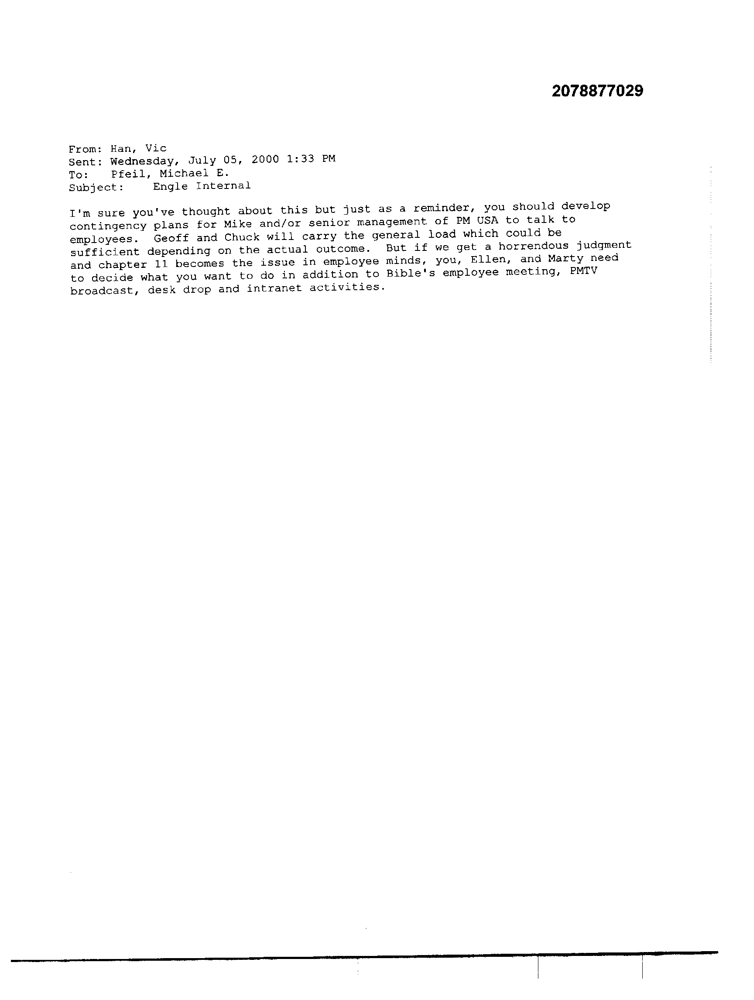 2078877029
From: Han, Vic
Sent: Wednesday, July 05, 2000 1:33 PM
To: Pfeil, Michael E.
Subject: Engle Internal
I'm sure you've thought about this but just as a reminder, you should develop
contingency plans for Mike and/or senior management of PM USA to talk to
employees. Geoff and Chuck will carry the general load which could be
sufficient depending on the actual outcome. But if we get a horrendous judgment
and chapter 11 becomes the issue in employee minds, you, Ellen, and Marty need
to decide what you want to do in addition to Bible's employee meeting, PMTV
broadcast, desk drop and intranet activities.